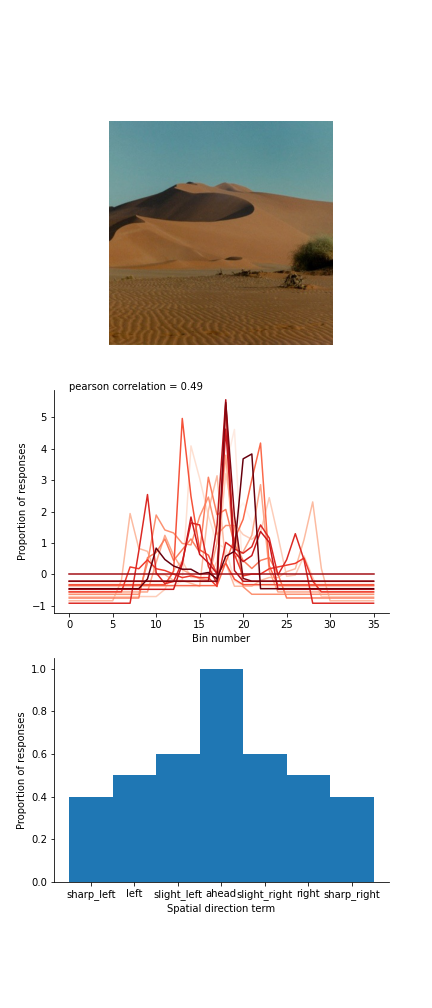 pearson correlation = 0.49
Proportion of responses
5
4
3
2
1
0
−1
0 5 10 15 20 25 30 35
Bin number
Proportion of responses
1.0
0.8
0.6
0.4
0.2
0.0
sharp_left left slight_left ahead slight_right right sharp_right
Spatial direction term